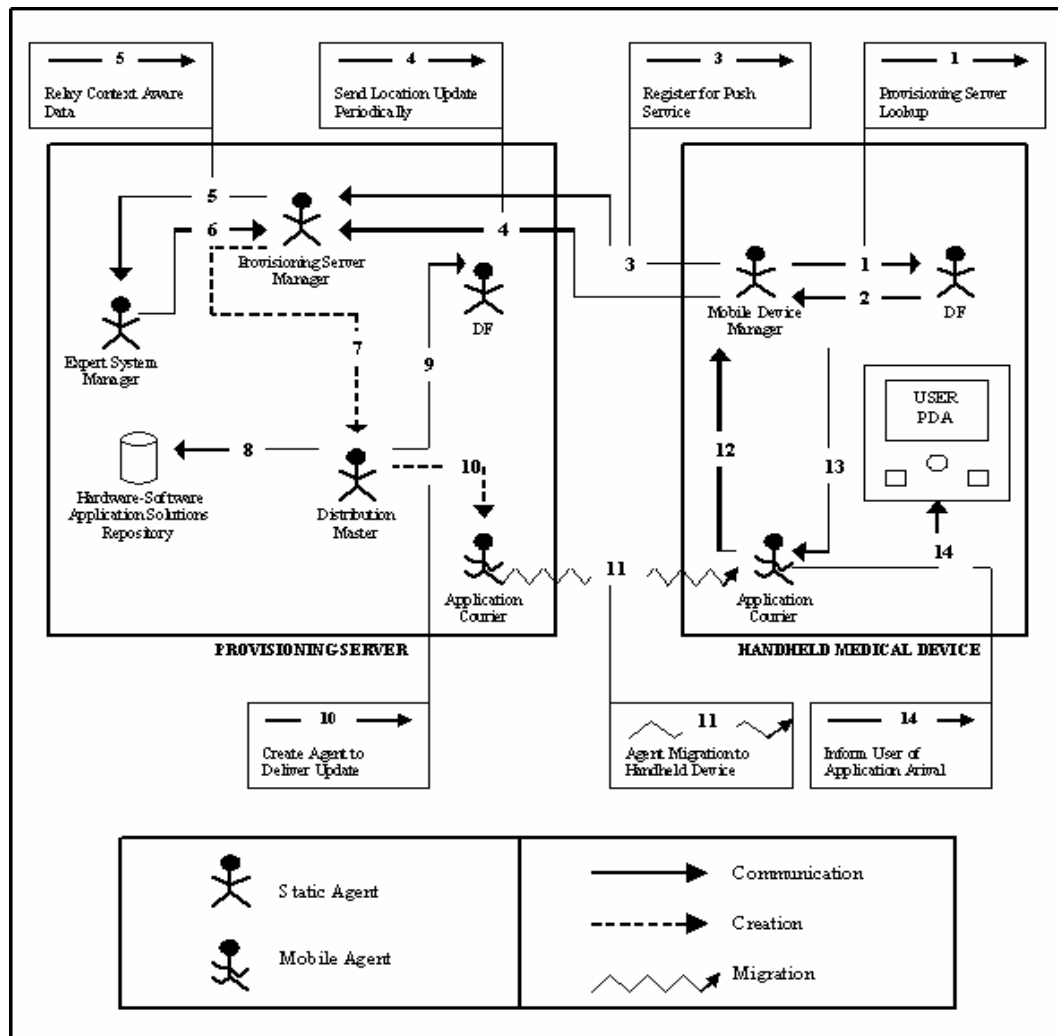 5
Relay Context Aware
Data
4
Send Location Update
Periodically
3
Register for Push
Service
1
Provisioning Server
Lookup
5
6
Provisioning Server
Manager
4
3
1
2
Mobile Device
Manager
DF
DF
Expert System
Manager
7
9
USER
PDA
8
Hardware-Software
Application Solutions
Repository
Distribution
Master
10
12
13
14
Application
Courier
11
Application
Courier
PROVISIONING SERVER
HANDHELD MEDICAL DEVICE
10
Create Agent to
Deliver Update
11
Agent Migration to
Handheld Device
14
Inform User of
Application Arival
Static Agent
Mobile Agent
Communication
Creation
Migration